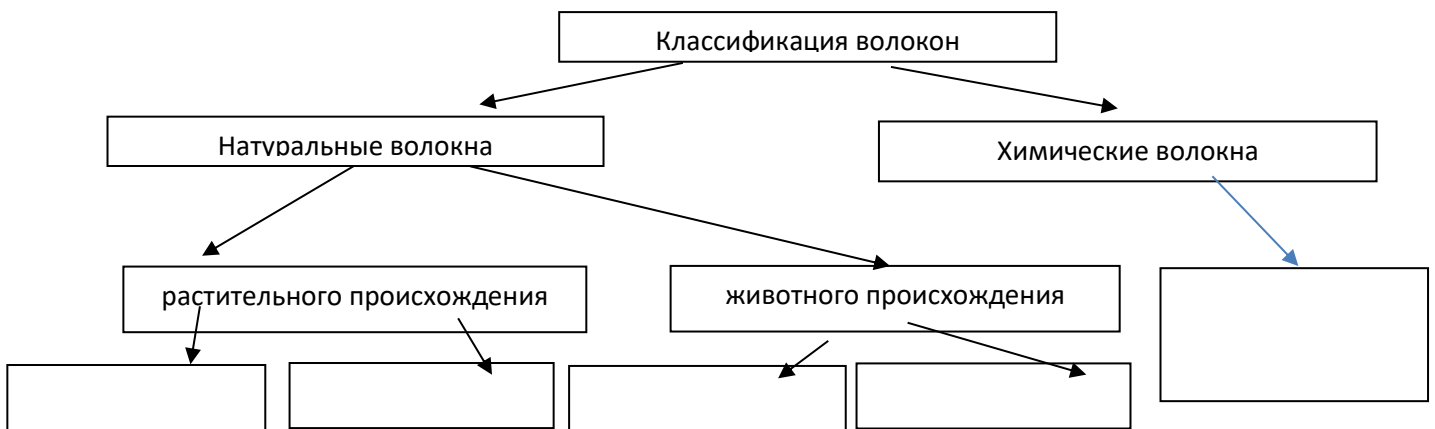 Классификация волокон
Натуральные волокна
Химические волокна
растительного происхождения
животного происхождения